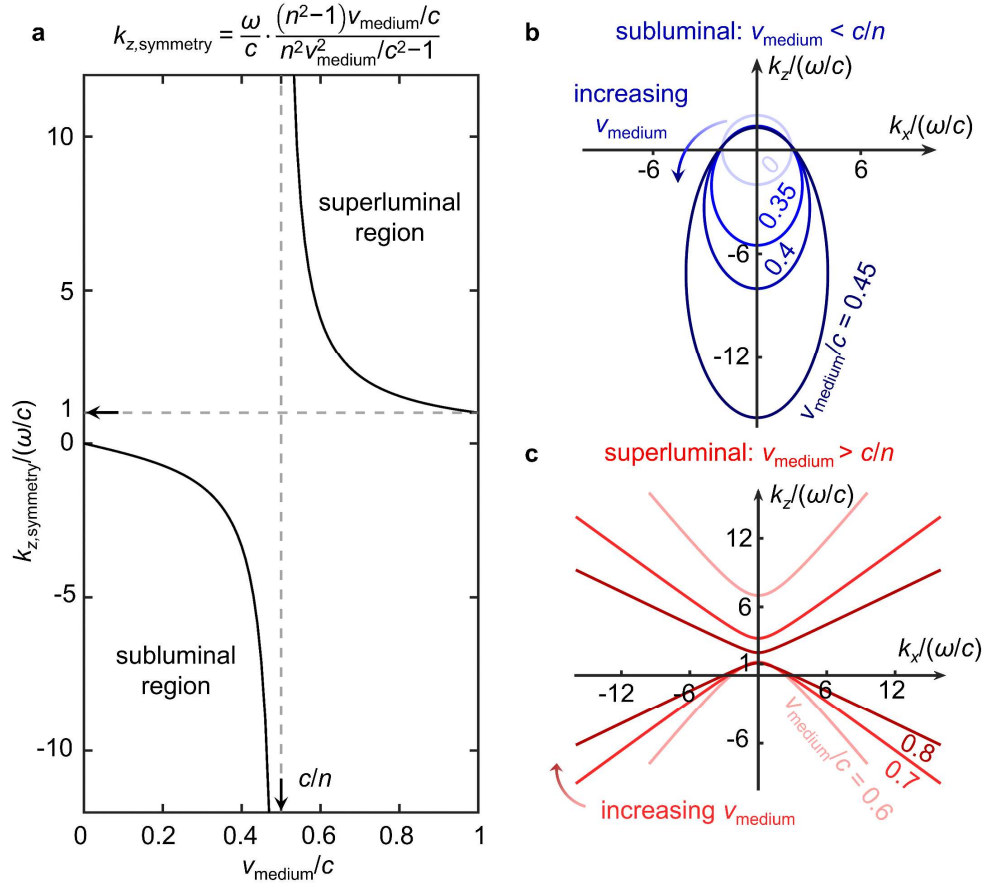 a
k_z,symmetry = ω/c · (n²−1)v_medium/c / n²v²_medium/c²−1
10
5
1
0
-5
-10
k_z,symmetry/(ω/c)
superluminal
region
subluminal
region
c/n
0
0.2
0.4
0.6
0.8
1
v_medium/c
b
subluminal: v_medium < c/n
k_z/(ω/c)
increasing
v_medium
k_x/(ω/c)
-6
6
0
0.35
-6
0.4
-12
v_medium/c = 0.45
c
superluminal: v_medium > c/n
k_z/(ω/c)
12
6
1
k_x/(ω/c)
-12
-6
6
12
-6
v_medium/c = 0.6
0.8
0.7
increasing v_medium